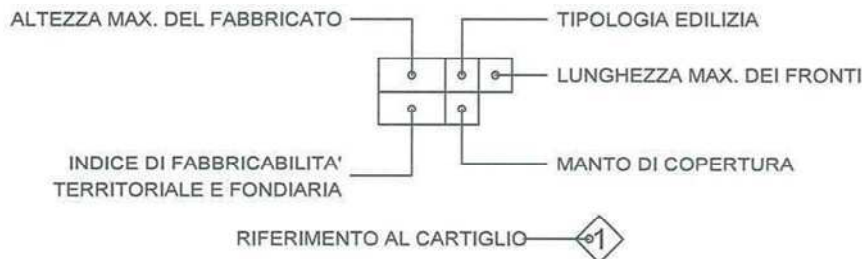 ALTEZZA MAX. DEL FABBRICATO
TIPOLOGIA EDILIZIA
LUNGHEZZA MAX. DEI FRONTI
INDICE DI FABBRICABILITA'
TERRITORIALE E FONDIARIA
MANTO DI COPERTURA
RIFERIMENTO AL CARTIGLIO
1